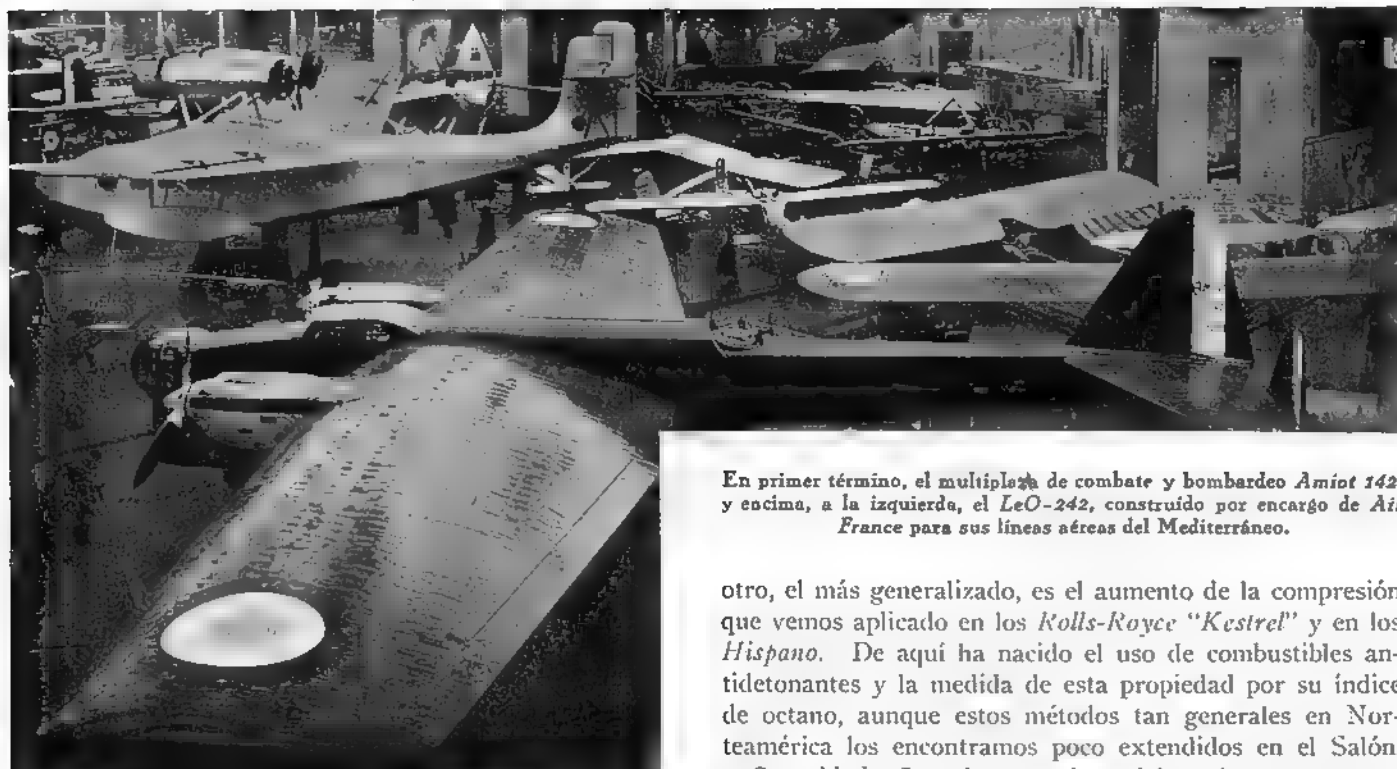 En primer término, el multiplaza de combate y bombardeo Amiot 142
y encima, a la izquierda, el LeO-242, construído por encargo de
France para sus líneas aéreas del Mediterráneo.
otro, el más generalizado, es el aumento de la compresión
que vemos aplicado en los Rolls-Royce “Kestrel” y en los
Hispano. De aquí ha nacido el uso de combustibles an-
tidetonantes y la medida de esta propiedad por su índice
de octano, aunque estos métodos tan generales en Nor-
teamérica los encontramos poco extendidos en el Salón